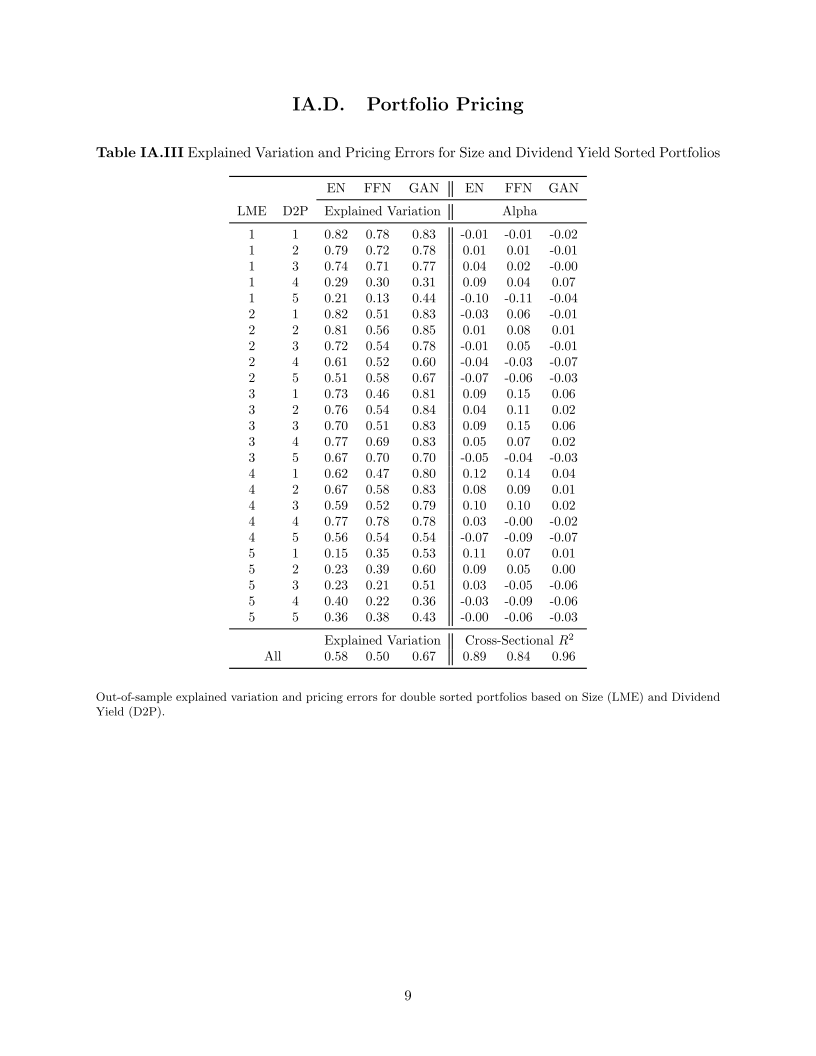 IA.D. Portfolio Pricing
Table IA.III Explained Variation and Pricing Errors for Size and Dividend Yield Sorted Portfolios
EN FFN GAN EN FFN GAN
LME D2P Explained Variation Alpha
1 1 0.82 0.78 0.83 -0.01 -0.01 -0.02
1 2 0.79 0.72 0.78 0.01 0.01 -0.01
1 3 0.74 0.71 0.77 0.04 0.02 -0.00
1 4 0.29 0.30 0.31 0.09 0.04 0.07
1 5 0.21 0.13 0.44 -0.10 -0.11 -0.04
2 1 0.82 0.51 0.83 -0.03 0.06 -0.01
2 2 0.81 0.56 0.85 0.01 0.08 0.01
2 3 0.72 0.54 0.78 -0.01 0.05 -0.01
2 4 0.61 0.52 0.60 -0.04 -0.03 -0.07
2 5 0.51 0.58 0.67 -0.07 -0.06 -0.03
3 1 0.73 0.46 0.81 0.09 0.15 0.06
3 2 0.76 0.54 0.84 0.04 0.11 0.02
3 3 0.70 0.51 0.83 0.09 0.15 0.06
3 4 0.77 0.69 0.83 0.05 0.07 0.02
3 5 0.67 0.70 0.70 -0.05 -0.04 -0.03
4 1 0.62 0.47 0.80 0.12 0.14 0.04
4 2 0.67 0.58 0.83 0.08 0.09 0.01
4 3 0.59 0.52 0.79 0.10 0.10 0.02
4 4 0.77 0.78 0.78 0.03 -0.00 -0.02
4 5 0.56 0.54 0.54 -0.07 -0.09 -0.07
5 1 0.15 0.35 0.53 0.11 0.07 0.01
5 2 0.23 0.39 0.60 0.09 0.05 0.00
5 3 0.23 0.21 0.51 0.03 -0.05 -0.06
5 4 0.40 0.22 0.36 -0.03 -0.09 -0.06
5 5 0.36 0.38 0.43 -0.00 -0.06 -0.03
Explained Variation Cross-Sectional R²
All 0.58 0.50 0.67 0.89 0.84 0.96
Out-of-sample explained variation and pricing errors for double sorted portfolios based on Size (LME) and Dividend
Yield (D2P).
9